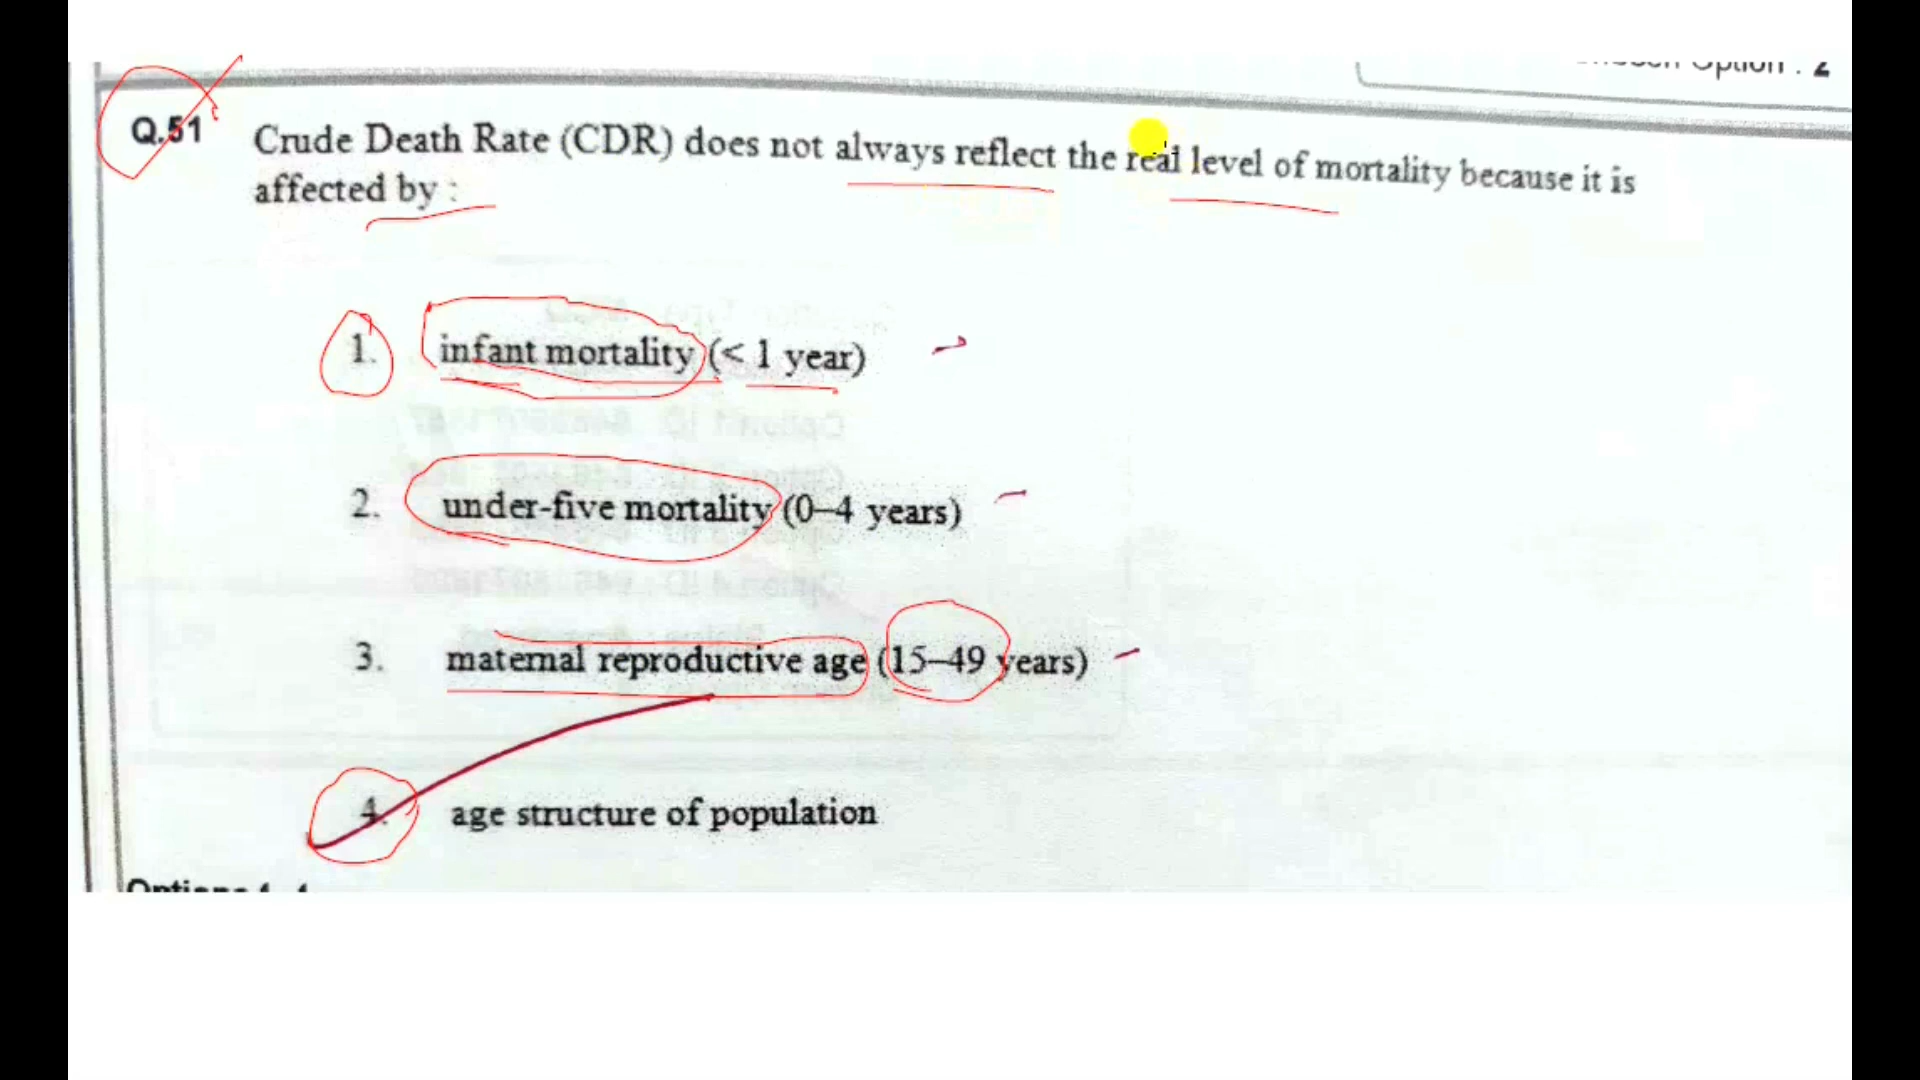 Option : 2
Q.51 Crude Death Rate (CDR) does not always reflect the real level of mortality because it is
affected by :
1. infant mortality (< 1 year)
2. under-five mortality (0–4 years)
3. maternal reproductive age (15–49 years)
4. age structure of population